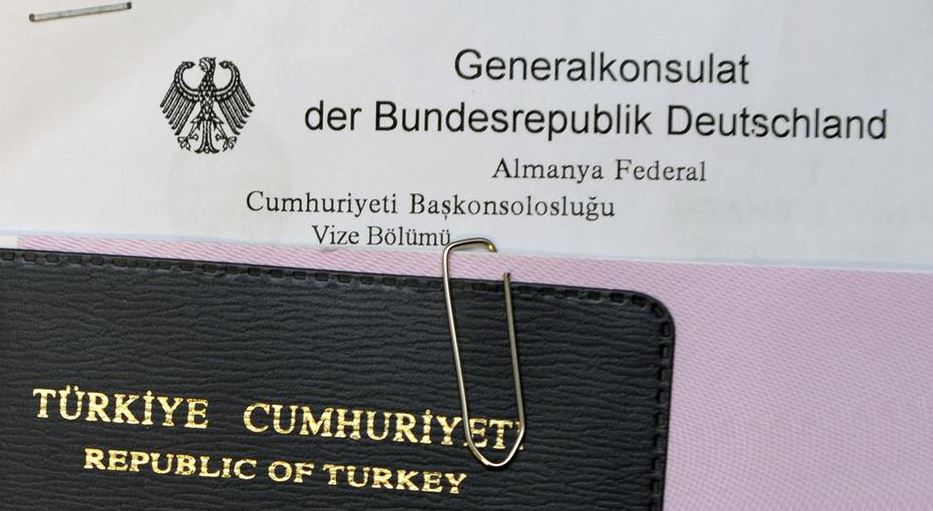 Generalkonsulat
der Bundesrepublik Deutschland
Almanya Federal
Cumhuriyeti Başkonsolosluğu
Vize Bölümü
TÜRKİYE CUMHURİYETİ
REPUBLIC OF TURKEY